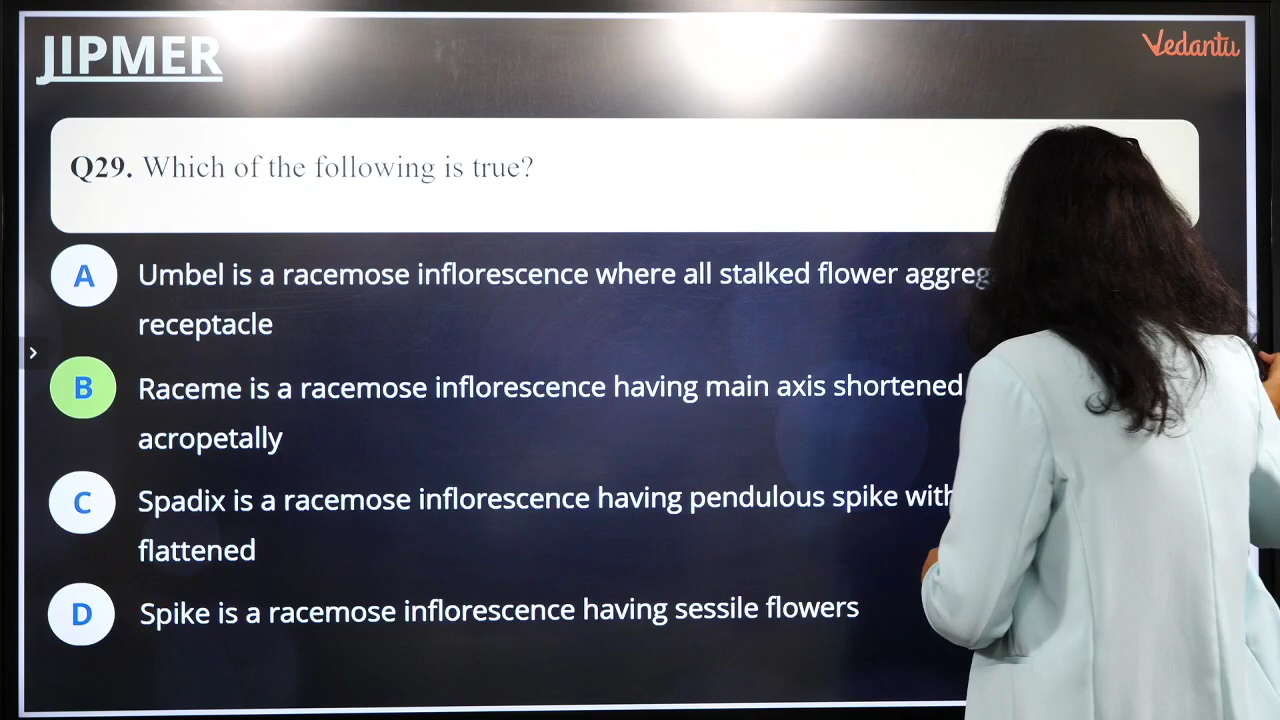 JIPMER
Vedantu
Q29. Which of the following is true?
A Umbel is a racemose inflorescence where all stalked flower
receptacle
B Raceme is a racemose inflorescence having main axis shortened
acropetally
C Spadix is a racemose inflorescence having pendulous spike
flattened
D Spike is a racemose inflorescence having sessile flowers